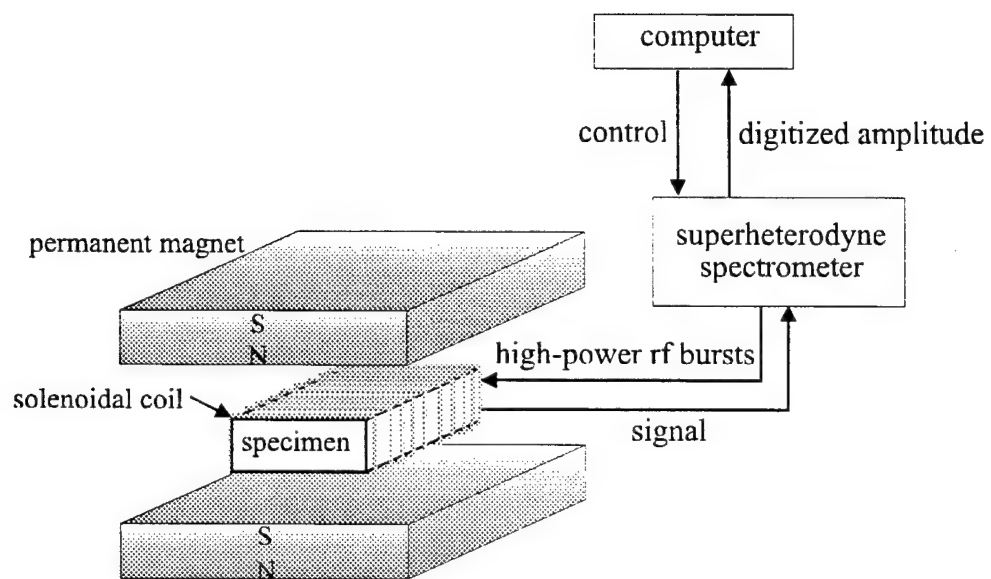 computer
control
digitized amplitude
superheterodyne
spectrometer
permanent magnet
S
N
high-power rf bursts
solenoidal coil
specimen
signal
S
N